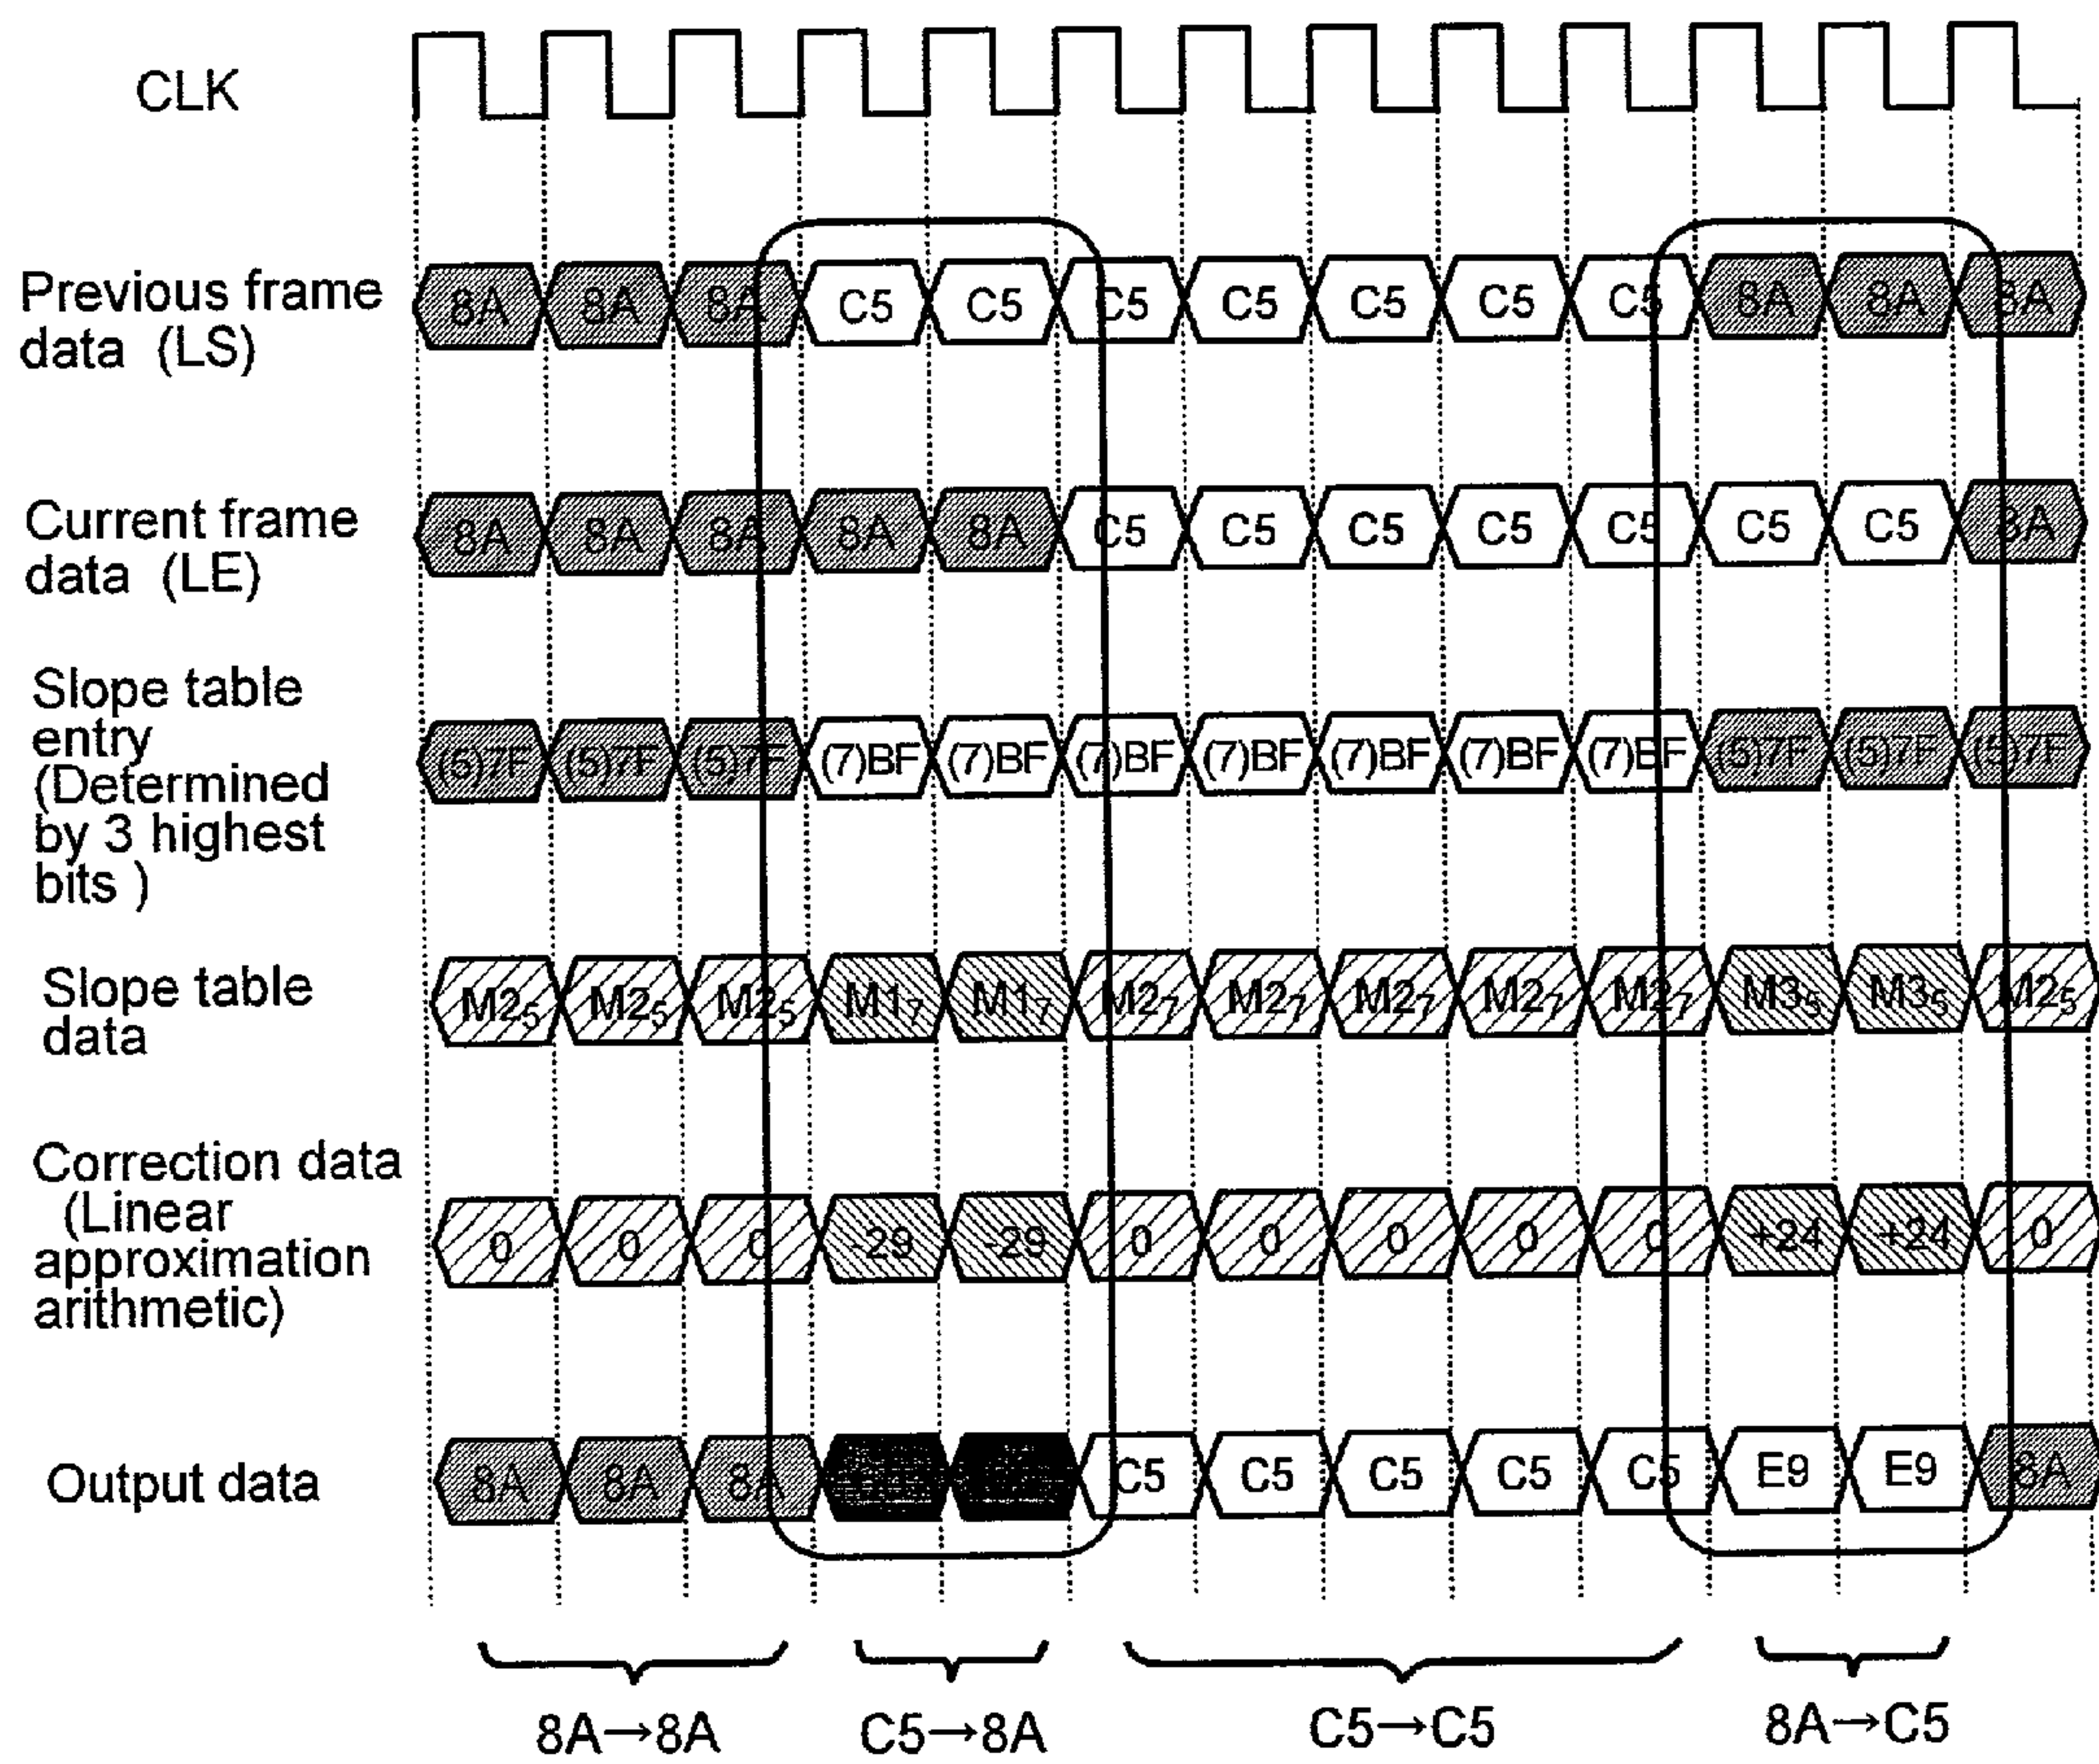 CLK
Previous frame
data (LS)
8A 8A 8A C5 C5 C5 C5 C5 C5 C5 8A 8A 8A
Current frame
data (LE)
8A 8A 8A 8A 8A C5 C5 C5 C5 C5 C5 C5 8A
Slope table
entry
(Determined
by 3 highest
bits )
(5)7F (5)7F (5)7F (7)BF (7)BF (7)BF (7)BF (7)BF (7)BF (7)BF (5)7F (5)7F (5)7F
Slope table
data
M2₅ M2₅ M2₅ M1₇ M1₇ M2₇ M2₇ M2₇ M2₇ M2₇ M3₅ M3₅ M2₅
Correction data
(Linear
approximation
arithmetic)
0 0 0 -29 -29 0 0 0 0 0 +24 +24 0
Output data
8A 8A 8A C5 C5 C5 C5 C5 E9 E9 8A
8A→8A C5→8A C5→C5 8A→C5